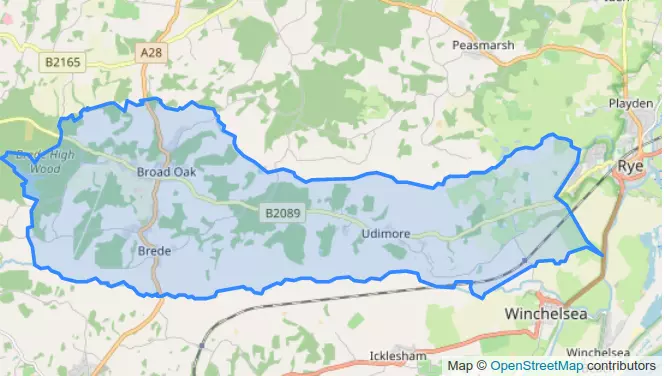 Peasmarsh
A28
B2165
Playden
Brede High
Wood
Rye
Broad Oak
B2089
Udimore
Brede
Winchelsea
Icklesham
Winchelsea
Map © OpenStreetMap contributors